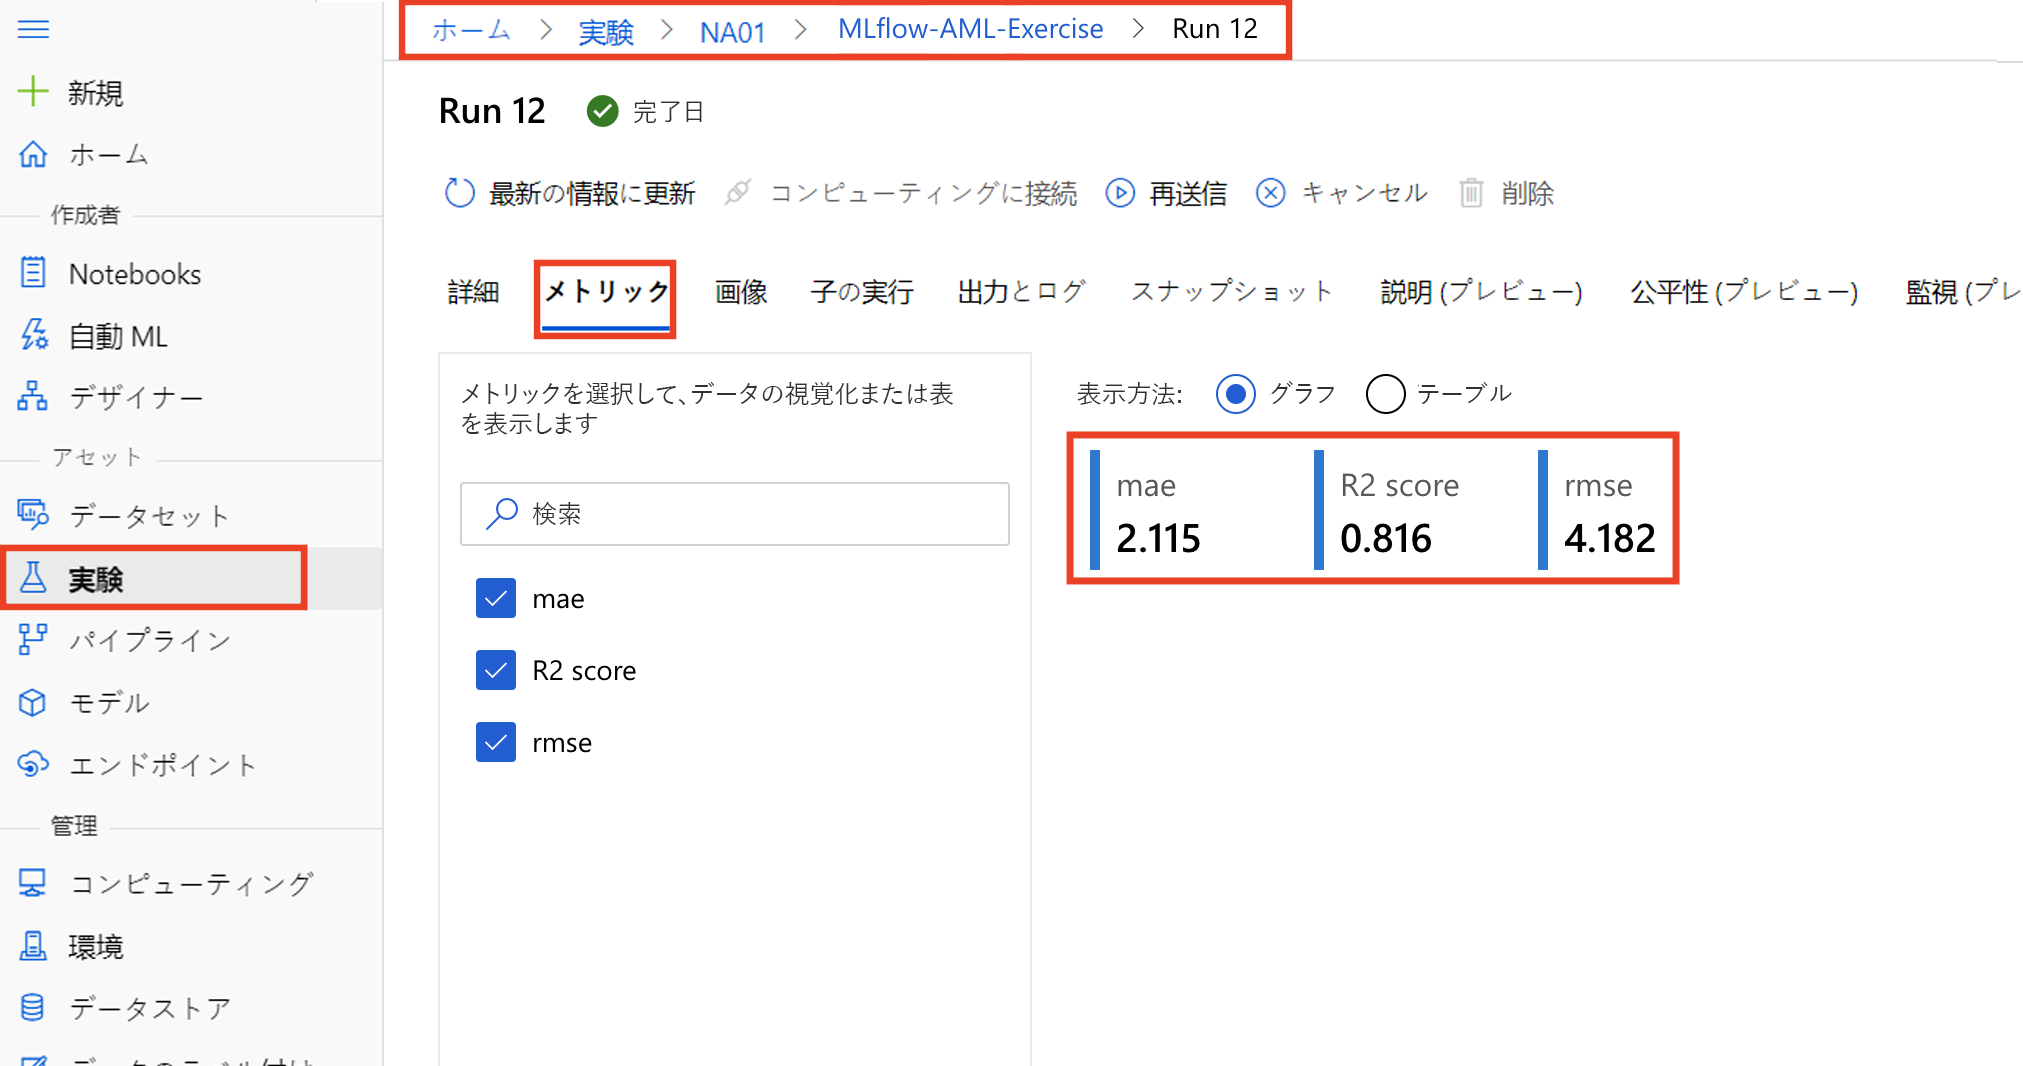 新規
ホーム
作成者
Notebooks
自動 ML
デザイナー
アセット
データセット
実験
パイプライン
モデル
エンドポイント
管理
コンピューティング
環境
データストア
データのラベル付け
ホーム > 実験 > NA01 > MLflow-AML-Exercise > Run 12
Run 12 完了日
最新の情報に更新 コンピューティングに接続 再送信 キャンセル 削除
詳細 メトリック 画像 子の実行 出力とログ スナップショット 説明 (プレビュー) 公平性 (プレビュー) 監視 (プレ
メトリックを選択して、データの視覚化または表
を表示します
検索
mae
R2 score
rmse
表示方法: グラフ テーブル
mae R2 score rmse
2.115 0.816 4.182